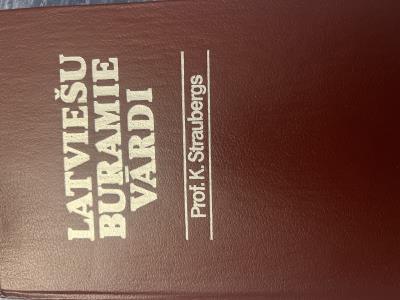 LATVIEŠU
BURAMIE
VĀRDI
Prof. K. Straubergs